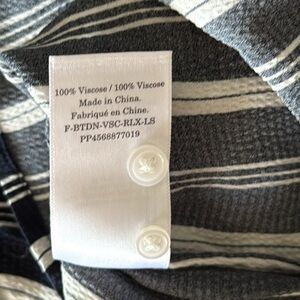 100% Viscose / 100% Viscose
Made in China.
Fabriqué en Chine.
F-BTDN-VSC-RLX-LS
PP4568877019